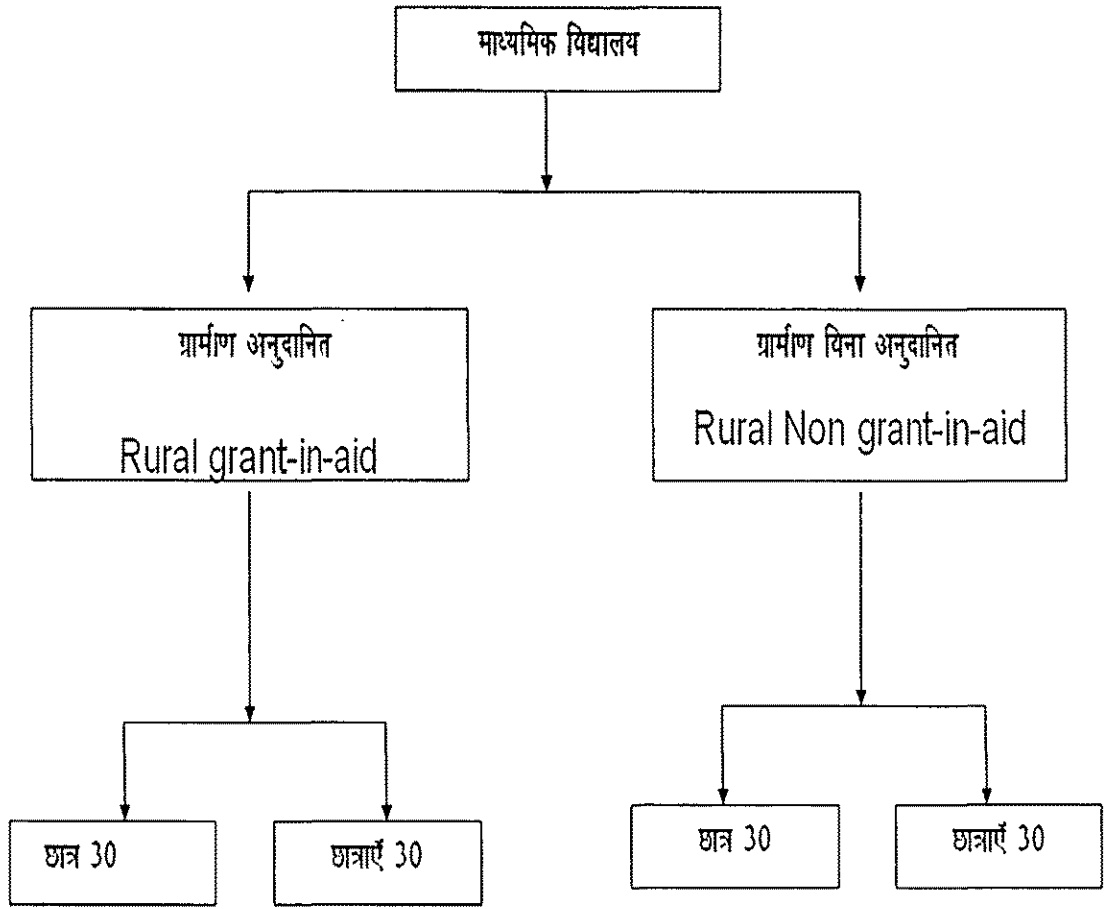 माध्यमिक विद्यालय
ग्रामीण अनुदानित
Rural grant-in-aid
ग्रामीण विना अनुदानित
Rural Non grant-in-aid
छात्र 30
छात्राएँ 30
छात्र 30
छात्राएँ 30